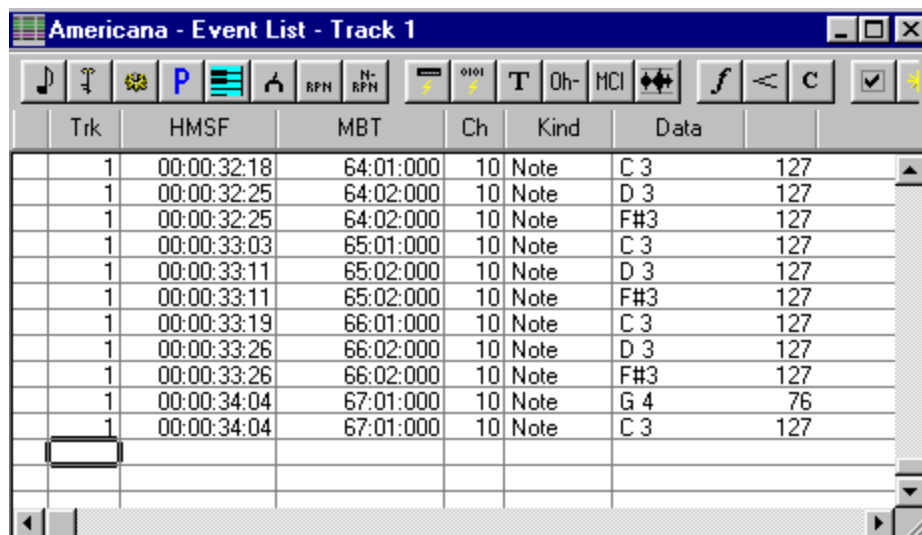 Americana - Event List - Track 1
P RPN N-RPN 0101 T Oh- MCI f < C
Trk HMSF MBT Ch Kind Data
1 00:00:32:18 64:01:000 10 Note C 3 127
1 00:00:32:25 64:02:000 10 Note D 3 127
1 00:00:32:25 64:02:000 10 Note F#3 127
1 00:00:33:03 65:01:000 10 Note C 3 127
1 00:00:33:11 65:02:000 10 Note D 3 127
1 00:00:33:11 65:02:000 10 Note F#3 127
1 00:00:33:19 66:01:000 10 Note C 3 127
1 00:00:33:26 66:02:000 10 Note D 3 127
1 00:00:33:26 66:02:000 10 Note F#3 127
1 00:00:34:04 67:01:000 10 Note G 4 76
1 00:00:34:04 67:01:000 10 Note C 3 127